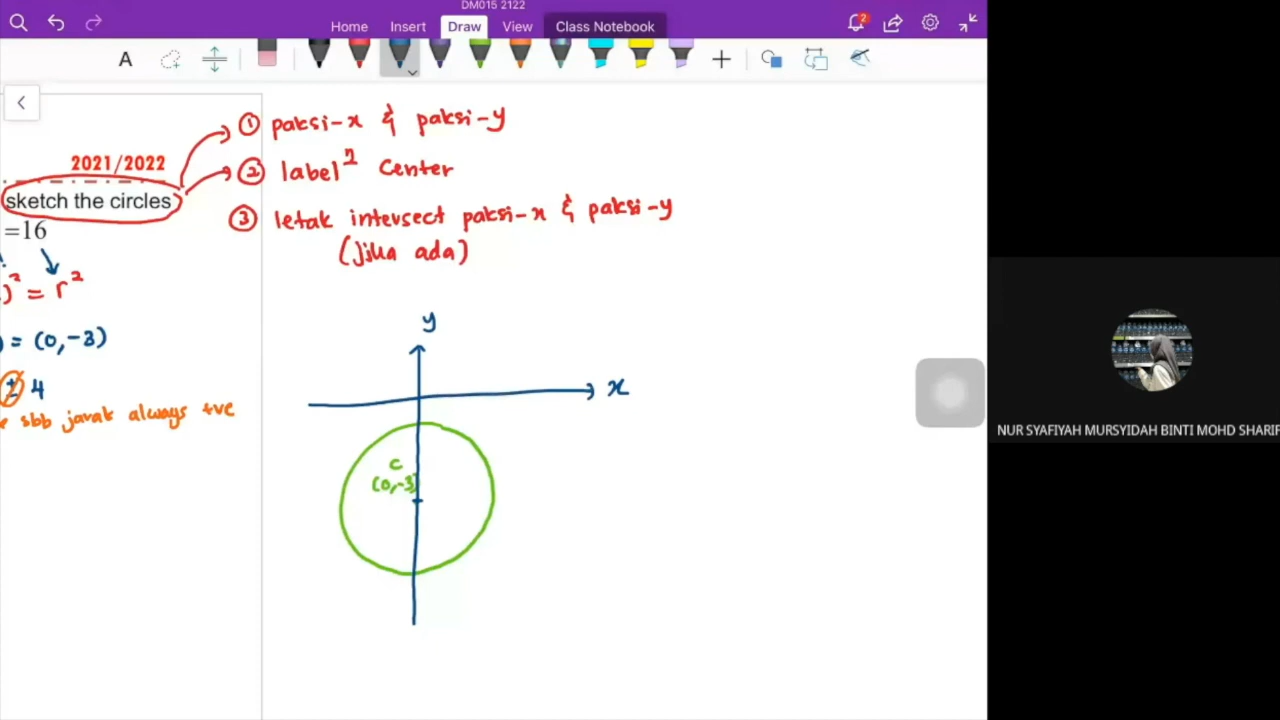 DM015 2122
Home Insert Draw View Class Notebook
2
A
① paksi-x & paksi-y
2021/2022
② label² center
sketch the circles
③ letak intersect paksi-x & paksi-y
=16
(jika ada)
)² = r²
) = (0,-3)
± 4
sbb jarak always +ve
y
x
C
(0,-3)
NUR SYAFIYAH MURSYIDAH BINTI MOHD SHARIF